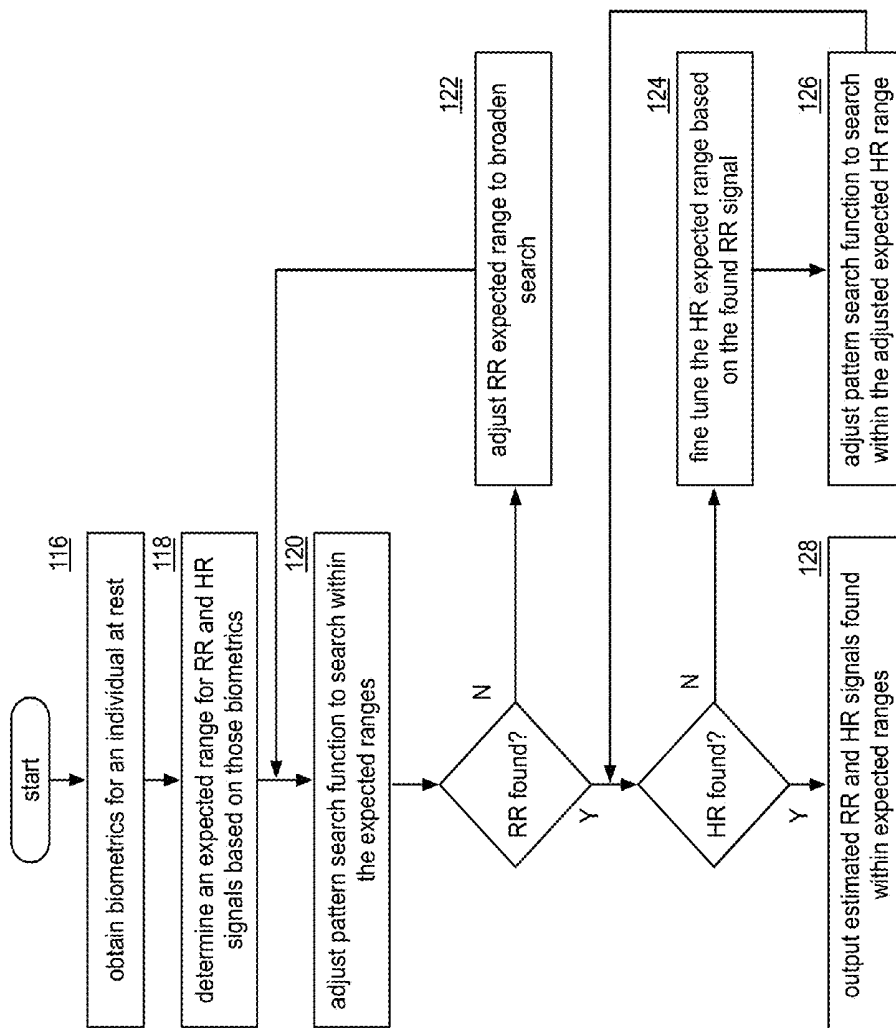 start
116
obtain biometrics for an individual at rest
118
determine an expected range for RR and HR
signals based on those biometrics
120
adjust pattern search function to search within
the expected ranges
RR found?
N
Y
122
adjust RR expected range to broaden
search
HR found?
N
Y
124
fine tune the HR expected range based
on the found RR signal
126
adjust pattern search function to search
within the adjusted expected HR range
128
output estimated RR and HR signals found
within expected ranges